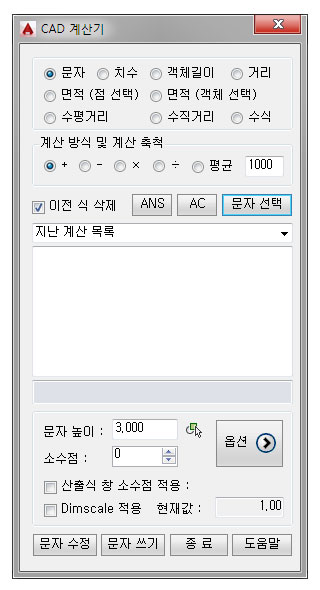 CAD 계산기
문자 치수 객체길이 거리
면적 (점 선택) 면적 (객체 선택)
수평거리 수직거리 수식
계산 방식 및 계산 축척
+ - × ÷ 평균 1000
이전 식 삭제 ANS AC 문자 선택
지난 계산 목록
문자 높이 : 3,000
옵션
소수점 : 0
산출식 창 소수점 적용 :
Dimscale 적용 현재값 : 1,00
문자 수정 문자 쓰기 종 료 도움말